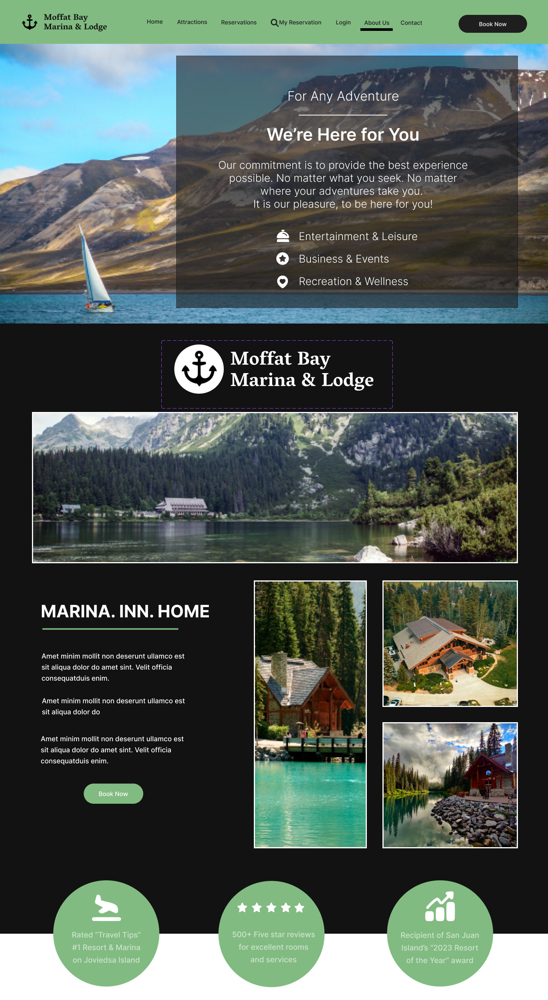 Moffat Bay
Marina & Lodge
Home
Attractions
Reservations
My Reservation
Login
About Us
Contact
Book Now
For Any Adventure
We’re Here for You
Our commitment is to provide the best experience
possible. No matter what you seek. No matter
where your adventures take you.
It is our pleasure, to be here for you!
Entertainment & Leisure
Business & Events
Recreation & Wellness
Moffat Bay
Marina & Lodge
MARINA. INN. HOME
Amet minim mollit non deserunt ullamco est
sit aliqua dolor do amet sint. Velit officia
consequatduis enim.
Amet minim mollit non deserunt ullamco est
sit aliqua dolor do
Amet minim mollit non deserunt ullamco est
sit aliqua dolor do amet sint. Velit officia
consequatduis enim.
Book Now
Rated “Travel Tips”
#1 Resort & Marina
on Joviedsa Island
500+ Five star reviews
for excellent rooms
and services
Recipient of San Juan
Island’s “2023 Resort
of the Year” award